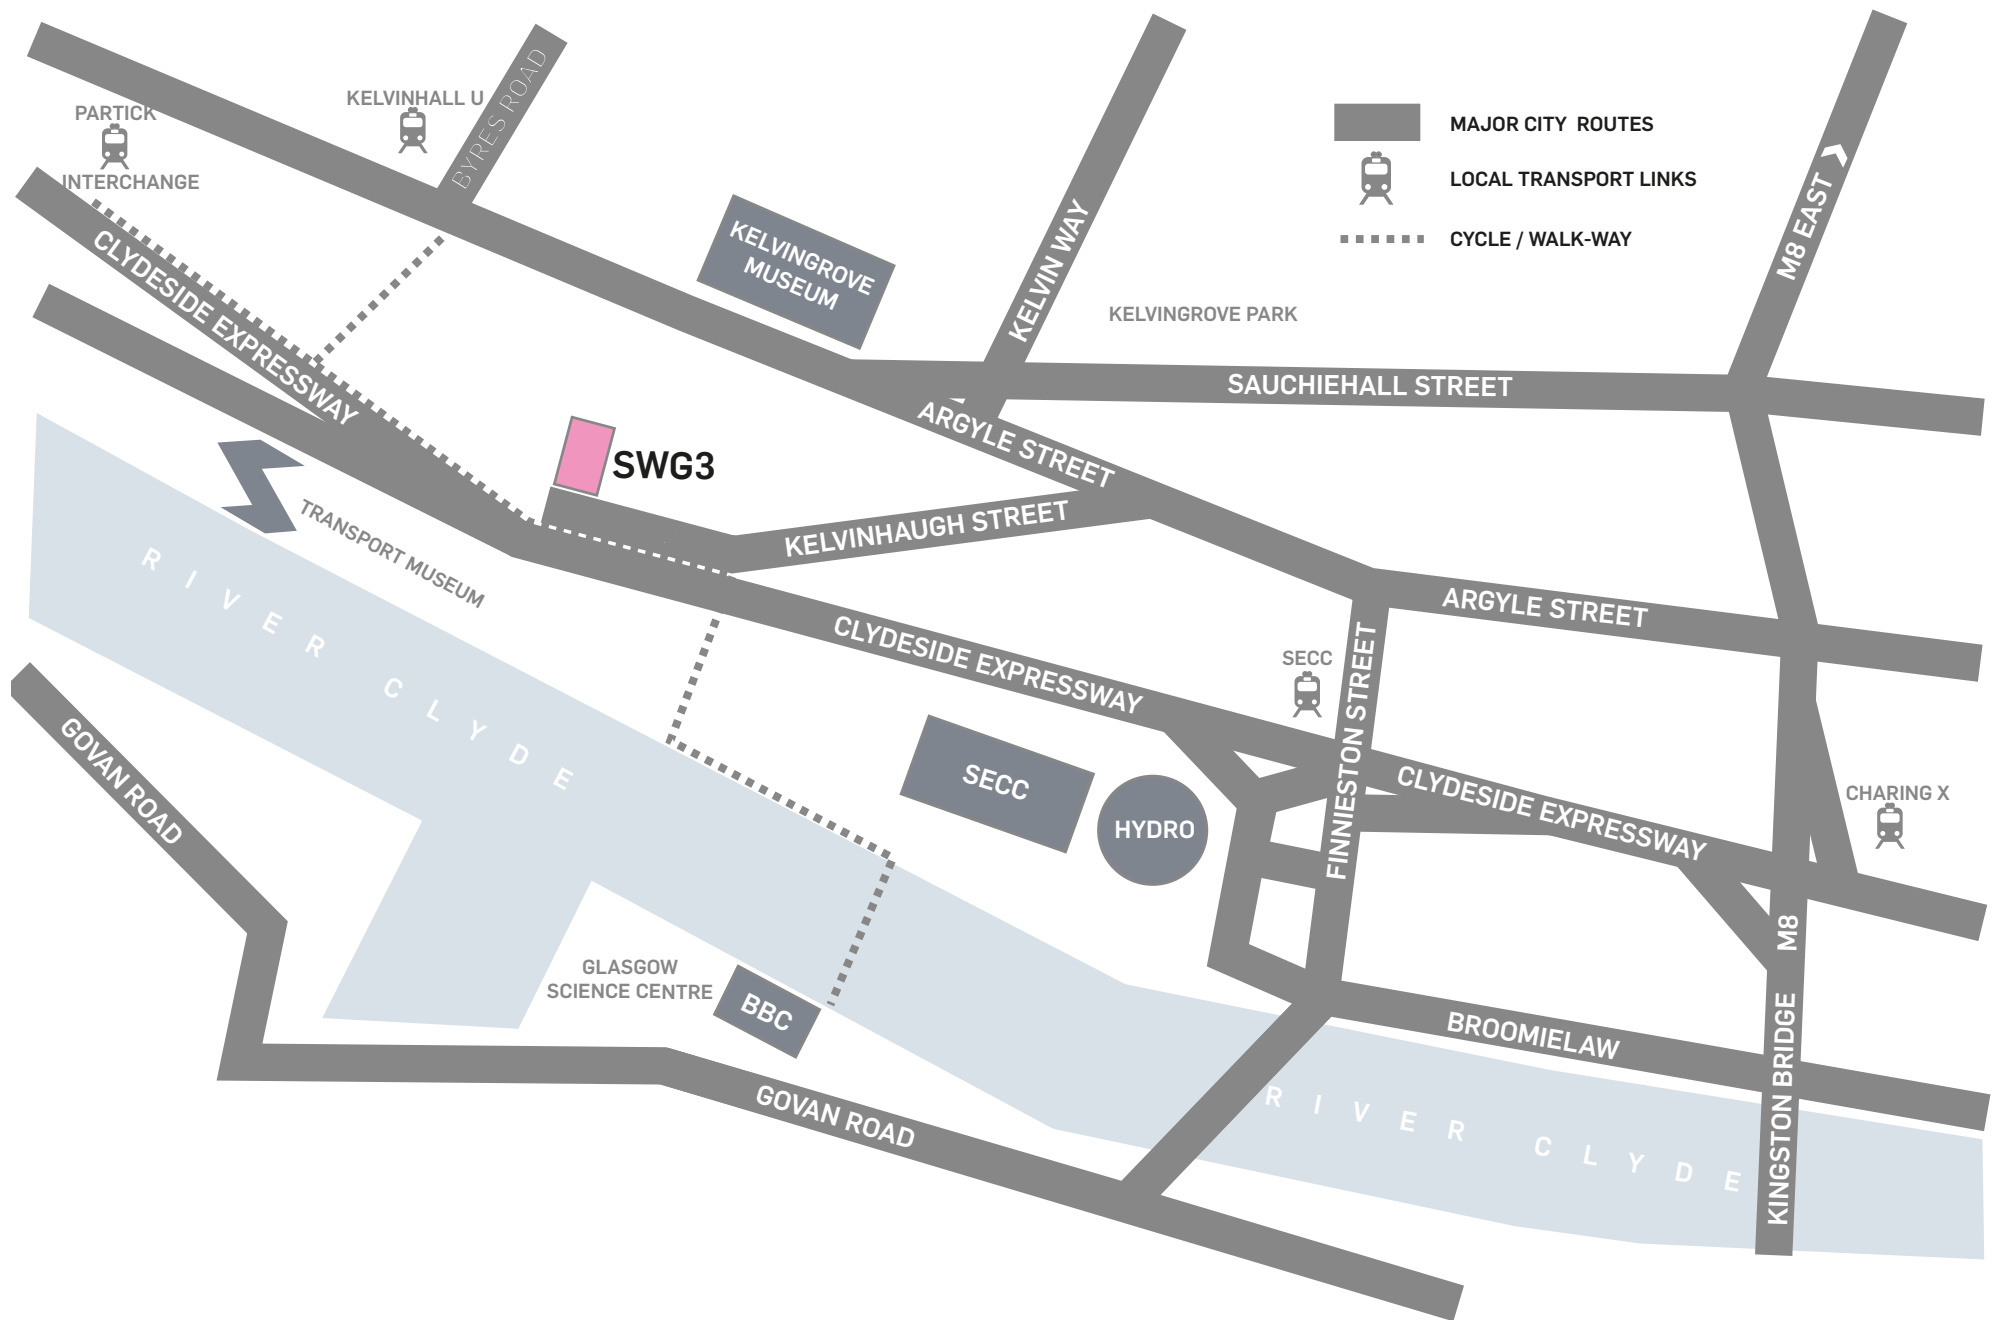 PARTICK
INTERCHANGE
KELVINHALL U
BYRES ROAD
KELVINGROVE
MUSEUM
KELVIN WAY
KELVINGROVE PARK
MAJOR CITY ROUTES
LOCAL TRANSPORT LINKS
CYCLE / WALK-WAY
M8 EAST
CLYDESIDE EXPRESSWAY
SAUCHIEHALL STREET
ARGYLE STREET
SWG3
KELVINHAUGH STREET
TRANSPORT MUSEUM
RIVER CLYDE
CLYDESIDE EXPRESSWAY
ARGYLE STREET
SECC
FINNIESTON STREET
GOVAN ROAD
SECC
HYDRO
CLYDESIDE EXPRESSWAY
CHARING X
GLASGOW
SCIENCE CENTRE
BBC
BROOMIELAW
KINGSTON BRIDGE M8
GOVAN ROAD
RIVER CLYDE